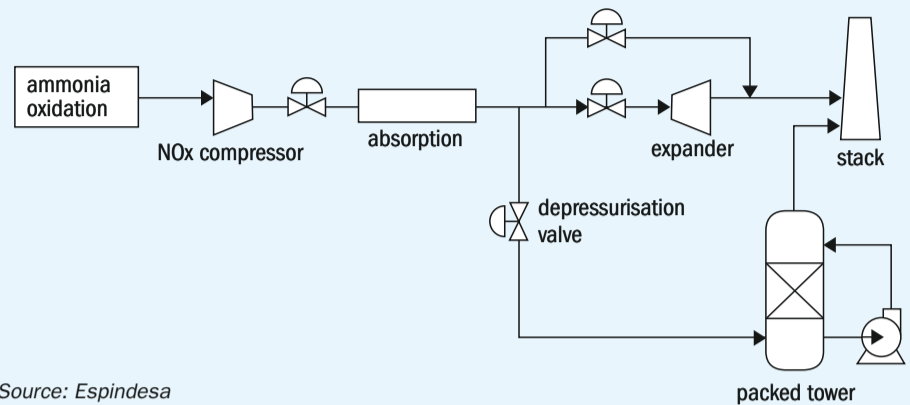 ammonia
oxidation
NOx compressor
absorption
expander
stack
depressurisation
valve
packed tower
Source: Espindesa